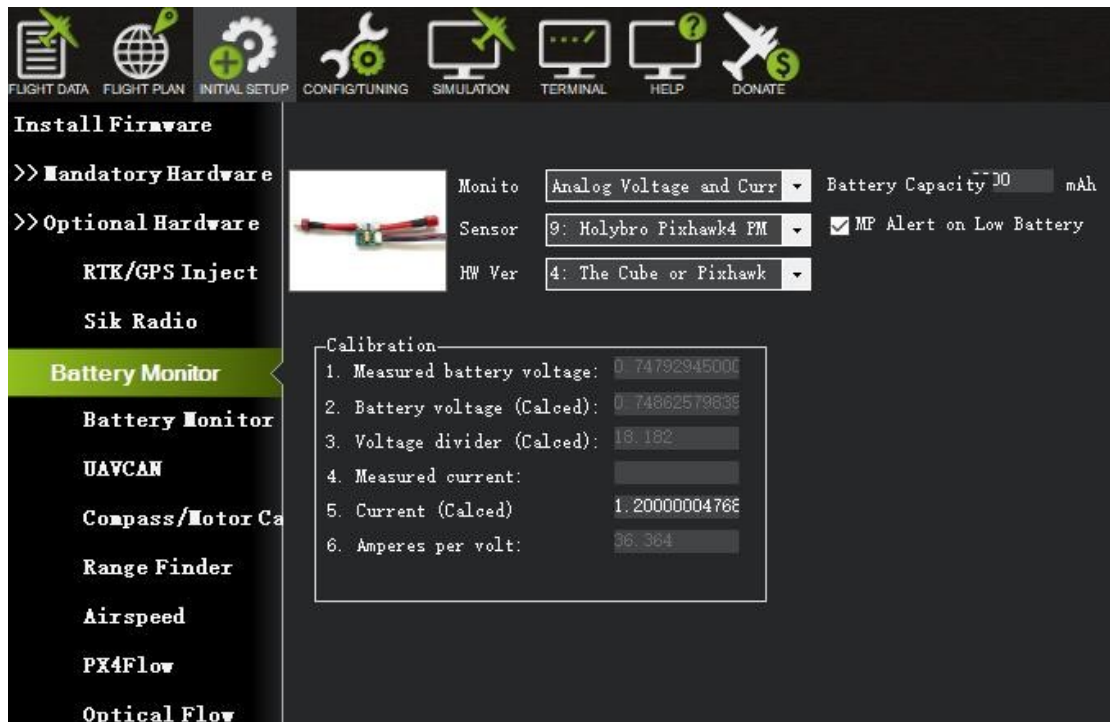 FLIGHT DATA FLIGHT PLAN INITIAL SETUP CONFIG/TUNING SIMULATION TERMINAL HELP DONATE
Install Firmware
>> Mandatory Hardware
>> Optional Hardware
RTK/GPS Inject
Sik Radio
Battery Monitor
Battery Monitor
UAVCAN
Compass/Motor Ca
Range Finder
Airspeed
PX4Flow
Optical Flow
Monito Analog Voltage and Curr Battery Capacity mAh
Sensor 9: Holybro Pixhawk4 PM MP Alert on Low Battery
HW Ver 4: The Cube or Pixhawk
Calibration
1. Measured battery voltage: 0.74792945000
2. Battery voltage (Calced): 0.74862579839
3. Voltage divider (Calced): 18.182
4. Measured current:
5. Current (Calced) 1.20000004768
6. Amperes per volt: 36.364